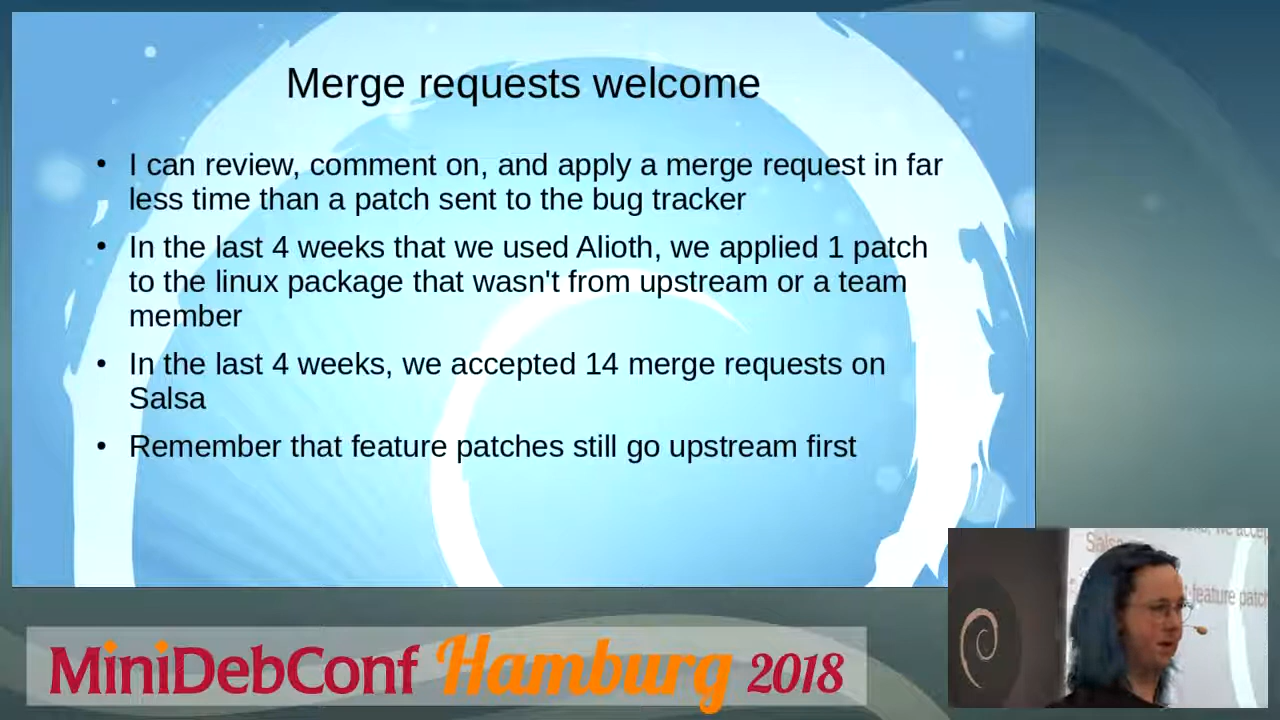 Merge requests welcome
• I can review, comment on, and apply a merge request in far
less time than a patch sent to the bug tracker
• In the last 4 weeks that we used Alioth, we applied 1 patch
to the linux package that wasn't from upstream or a team
member
• In the last 4 weeks, we accepted 14 merge requests on
Salsa
• Remember that feature patches still go upstream first
Salsa
feature patc
MiniDebConf Hamburg 2018